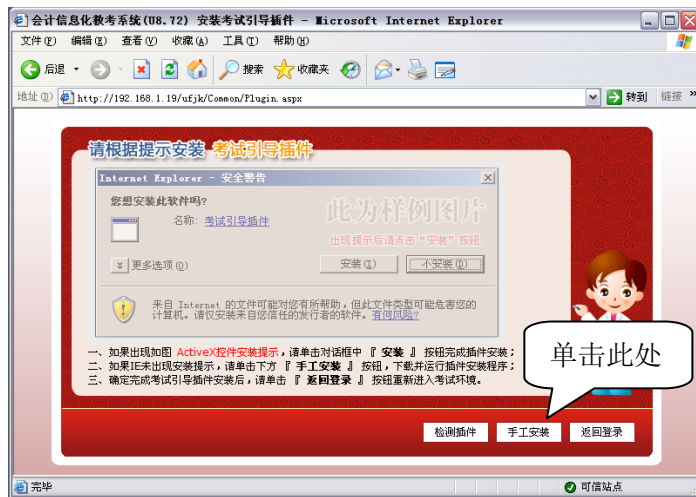 会计信息化教考系统(U8.72) 安装考试引导插件 - Microsoft Internet Explorer
文件(F) 编辑(E) 查看(V) 收藏(A) 工具(T) 帮助(H)
后退 搜索 收藏夹
地址(D) http://192.168.1.19/ufjk/Common/Plugin.aspx 转到 链接 »
请根据提示安装 考试引导插件
Internet Explorer - 安全警告
您想安装此软件吗?
名称: 考试引导插件
此为样例图片
出现提示后请点击“安装”按钮
更多选项(O) 安装(I) 不安装(D)
来自 Internet 的文件可能对您有所帮助，但此文件类型可能危害您的
计算机。请仅安装来自您信任的发行者的软件。有何风险?
一、如果出现如图 ActiveX控件安装提示，请单击对话框中『 安装 』按钮完成插件安装；
二、如果IE未出现安装提示，请单击下方『 手工安装 』按钮，下载并运行插件安装程序；
三、确定完成考试引导插件安装后，请单击『 返回登录 』按钮重新进入考试环境。
单击此处
检测插件 手工安装 返回登录
完毕 可信站点